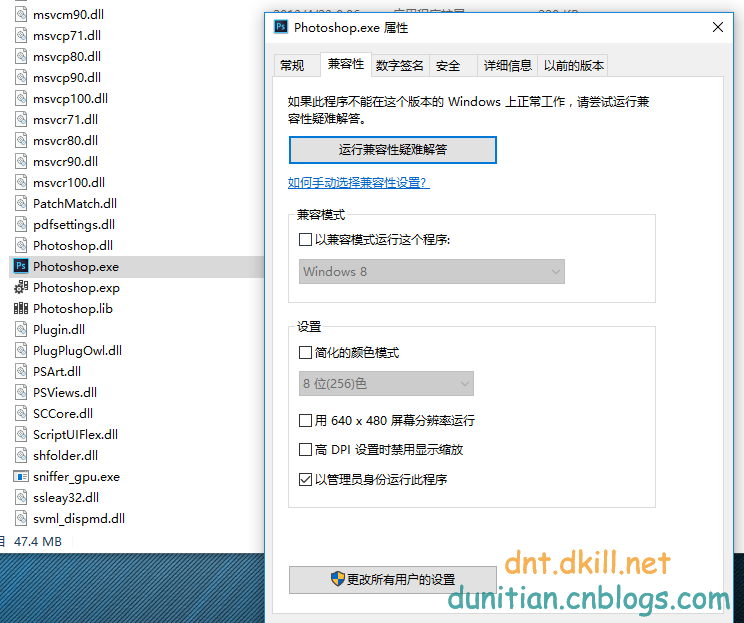 msvcm90.dll
msvcp71.dll
msvcp80.dll
msvcp90.dll
msvcp100.dll
msvcr71.dll
msvcr80.dll
msvcr90.dll
msvcr100.dll
PatchMatch.dll
pdfsettings.dll
Photoshop.dll
Photoshop.exe
Photoshop.exp
Photoshop.lib
Plugin.dll
PlugPlugOwl.dll
PSArt.dll
PSViews.dll
SCCore.dll
ScriptUIFlex.dll
shfolder.dll
sniffer_gpu.exe
ssleay32.dll
svml_dispmd.dll
47.4 MB
Ps Photoshop.exe 属性
常规 兼容性 数字签名 安全 详细信息 以前的版本
如果此程序不能在这个版本的 Windows 上正常工作，请尝试运行兼
容性疑难解答。
运行兼容性疑难解答
如何手动选择兼容性设置?
兼容模式
以兼容模式运行这个程序:
Windows 8
设置
简化的颜色模式
8 位(256)色
用 640 x 480 屏幕分辨率运行
高 DPI 设置时禁用显示缩放
以管理员身份运行此程序
更改所有用户的设置
dnt.dkill.net
dunitian.cnblogs.com